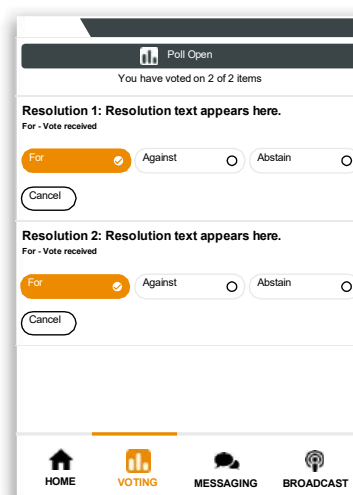 Poll Open
You have voted on 2 of 2 items
Resolution 1: Resolution text appears here.
For - Vote received
For Against Abstain
Cancel
Resolution 2: Resolution text appears here.
For - Vote received
For Against Abstain
Cancel
HOME VOTING MESSAGING BROADCAST